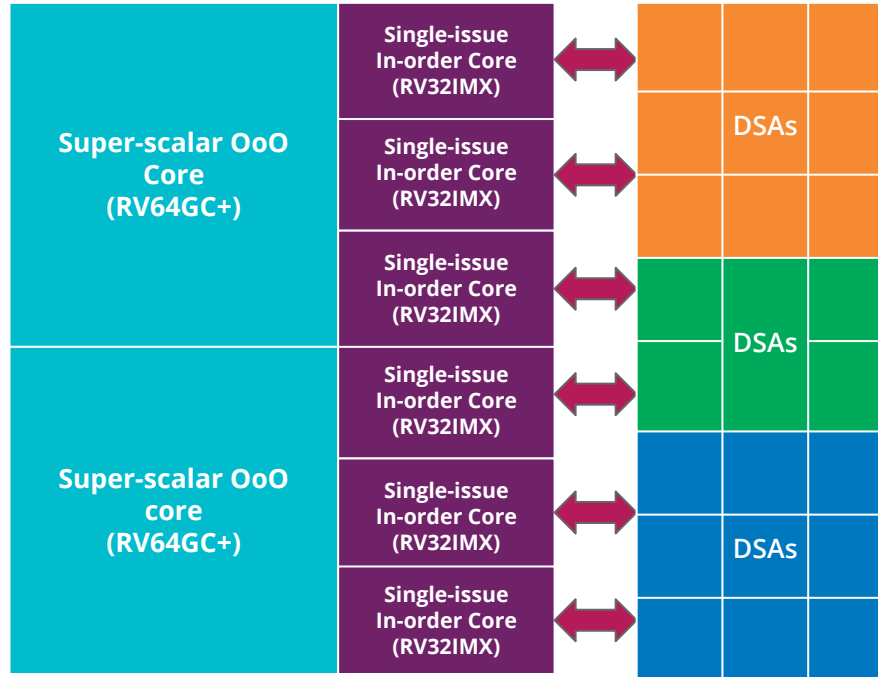 Super-scalar OoO
Core
(RV64GC+)
Single-issue
In-order Core
(RV32IMX)
Single-issue
In-order Core
(RV32IMX)
Single-issue
In-order Core
(RV32IMX)
DSAs
DSAs
Super-scalar OoO
core
(RV64GC+)
Single-issue
In-order Core
(RV32IMX)
Single-issue
In-order Core
(RV32IMX)
Single-issue
In-order Core
(RV32IMX)
DSAs